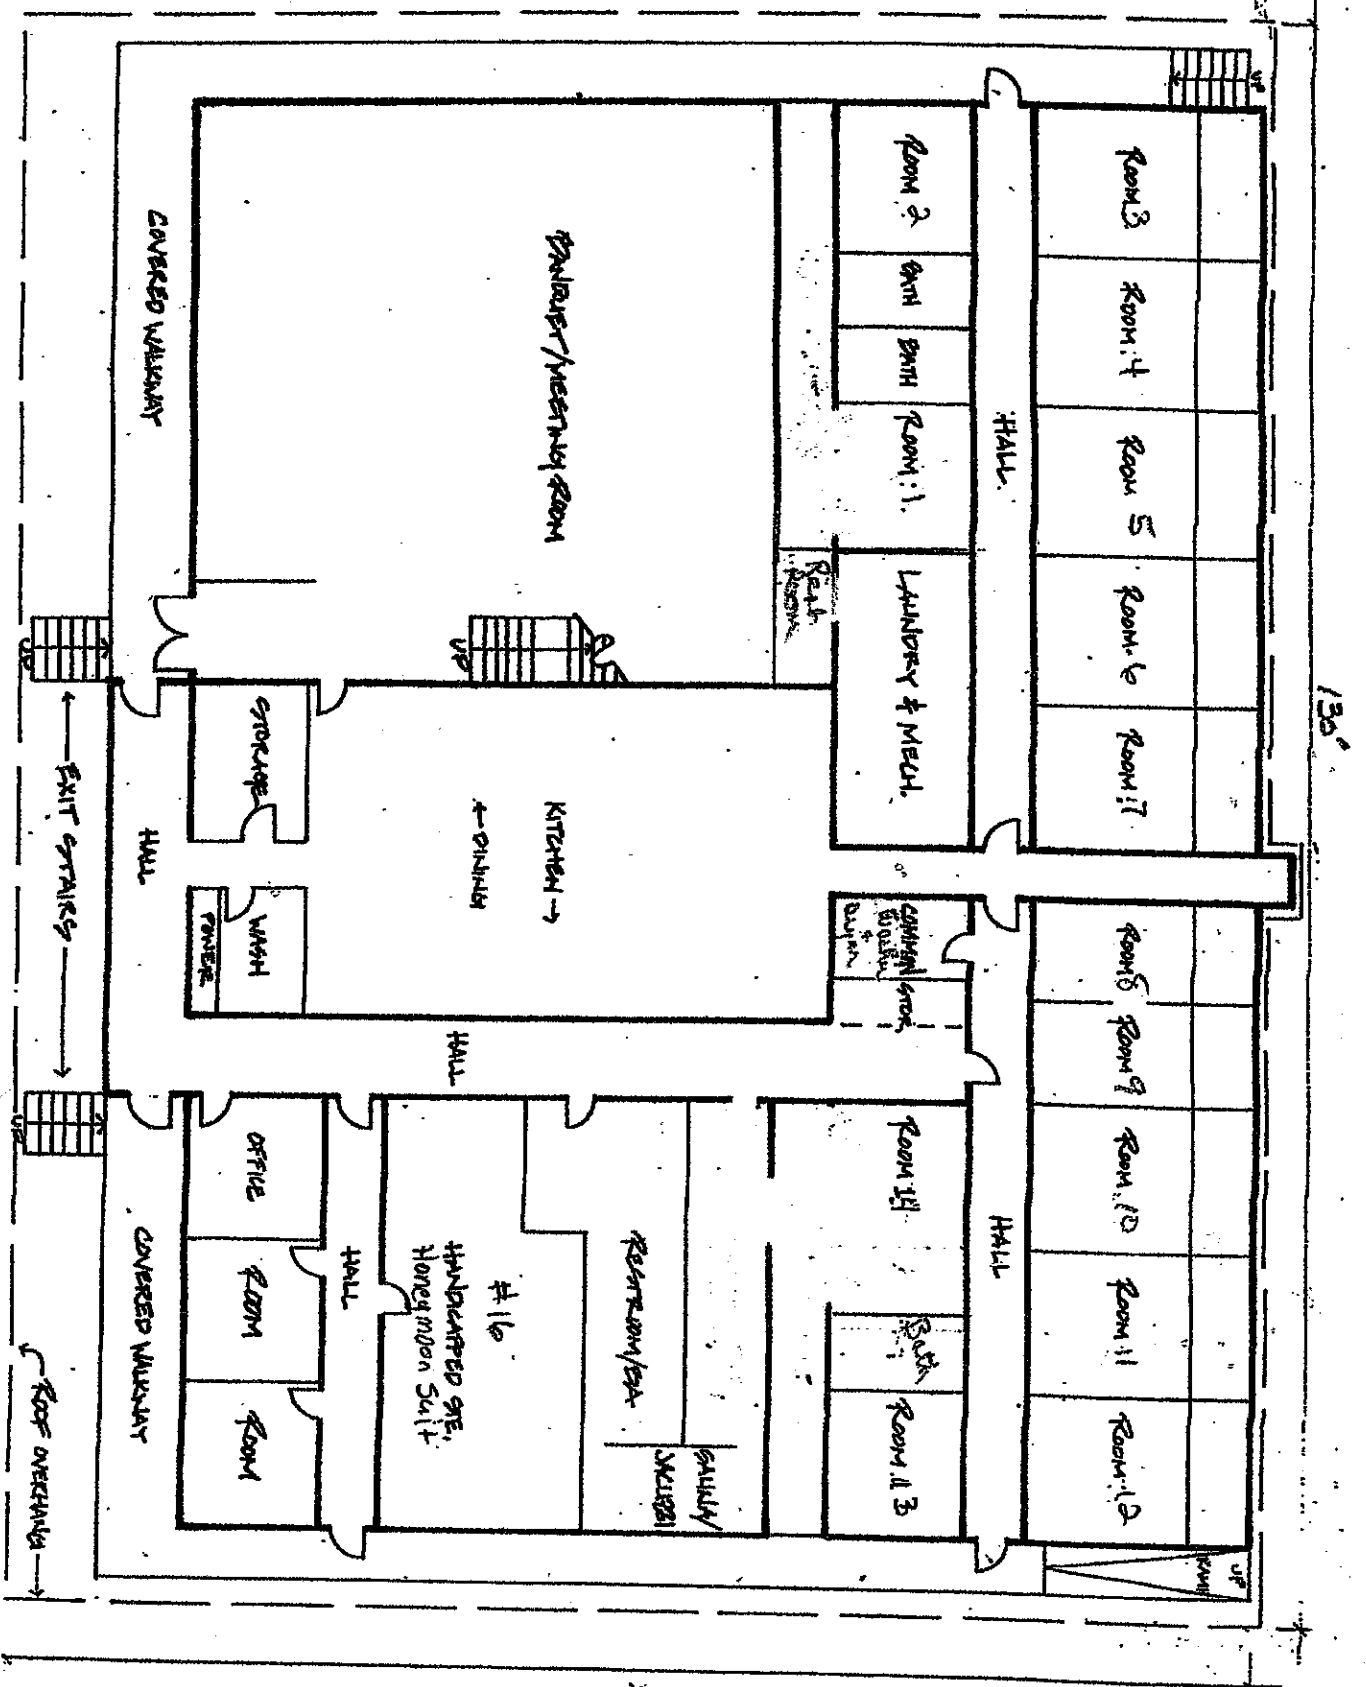 UP
ROOM 3
ROOM 4
ROOM 5
ROOM 6
ROOM 7
ROOM 8
ROOM 9
ROOM 10
ROOM 11
ROOM 12
UP
RAMP
130'
HALL
HALL
ROOM 2
BATH
BATH
ROOM 1
LAUNDRY & MECH.
COMMON STOR.
ROOM 14
Bath
ROOM 13
BANQUET/MEETING ROOM
UP
KITCHEN →
← DINING
HALL
RESTROOM/SPA
SAUNA/
JACUZZI
#16
HANDICAPPED STE.
Honeymoon Suit
STORAGE
WASH
POWDER
HALL
OFFICE
ROOM
ROOM
COVERED WALKWAY
HALL
COVERED WALKWAY
UP
← EXIT STAIRS →
UP
ROOF OVERHANG